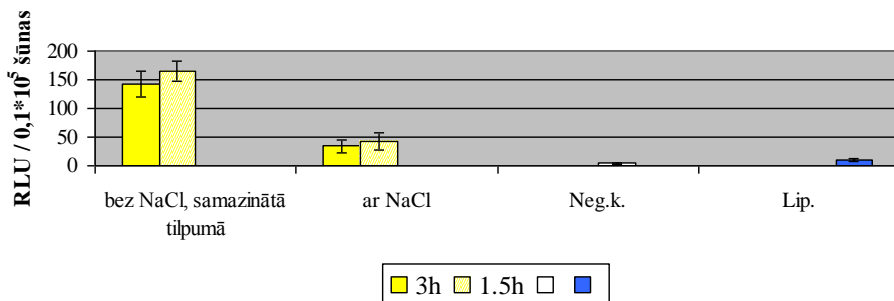 RLU / 0,1*10⁵ šūnas
200
150
100
50
0
bez NaCl, samazinātā
tilpumā
ar NaCl
Neg.k.
Lip.
3h 1.5h